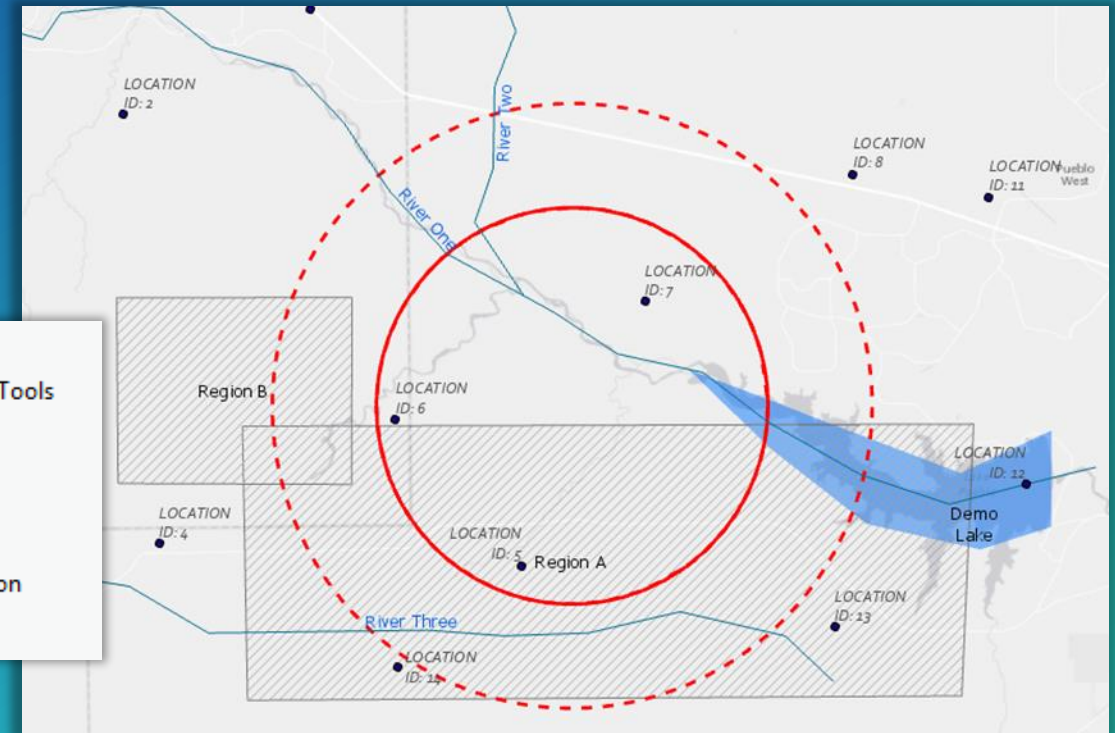 LOCATION
ID: 2
River Two
LOCATION
ID: 8
LOCATION
ID: 11
Pueblo
West
River One
LOCATION
ID: 7
Tools
Region B
LOCATION
ID: 6
LOCATION
ID: 12
Demo
Lake
LOCATION
ID: 4
LOCATION
ID: 5
Region A
on
LOCATION
ID: 13
River Three
LOCATION
ID: 14